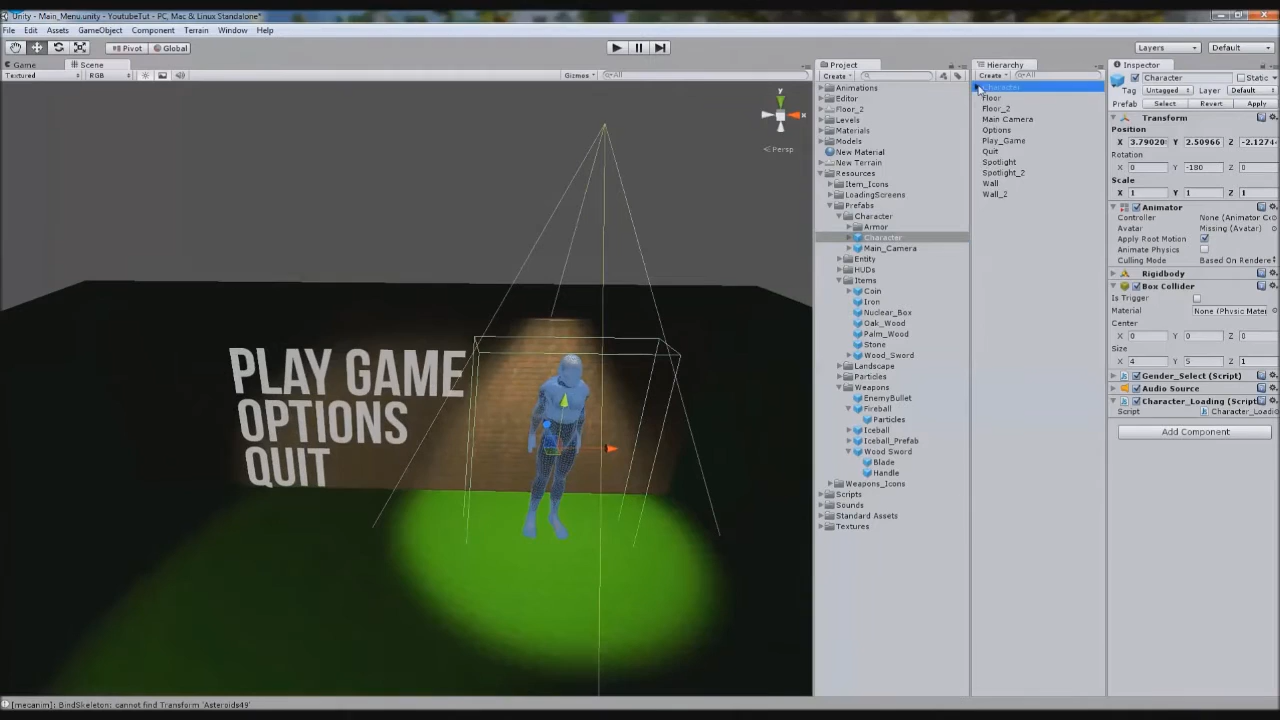 Unity - Main_Menu.unity - YoutubeTut - PC, Mac & Linux Standalone*
File Edit Assets GameObject Component Terrain Window Help
Pivot Global Layers Default
Game Scene
Textured RGB Gizmos All
y
x
Persp
PLAY GAME
OPTIONS
QUIT
Project
Create
Animations
Editor
Floor_2
Levels
Materials
Models
New Material
New Terrain
Resources
Item_Icons
LoadingScreens
Prefabs
Character
Armor
Character
Main_Camera
Entity
HUDs
Items
Coin
Iron
Nuclear_Box
Oak_Wood
Palm_Wood
Stone
Wood_Sword
Landscape
Particles
Weapons
EnemyBullet
Fireball
Particles
Iceball
Iceball_Prefab
Wood Sword
Blade
Handle
Weapons_Icons
Scripts
Sounds
Standard Assets
Textures
Hierarchy
Create All
Character
Floor
Floor_2
Main Camera
Options
Play_Game
Quit
Spotlight
Spotlight_2
Wall
Wall_2
Inspector
Character Static
Tag Untagged Layer Default
Prefab Select Revert Apply
Transform
Position
X 3.79020 Y 2.50966 Z -2.1274
Rotation
X 0 Y -180 Z 0
Scale
X 1 Y 1 Z 1
Animator
Controller None (Animator Co
Avatar Missing (Avatar)
Apply Root Motion
Animate Physics
Culling Mode Based On Rendere
Rigidbody
Box Collider
Is Trigger
Material None (Physic Mater
Center
X 0 Y 0 Z 0
Size
X 4 Y 5 Z 1
Gender_Select (Script)
Audio Source
Character_Loading (Script)
Script Character_Loadi
Add Component
[mecanim]: BindSkeleton: cannot find Transform 'Asteroids49'